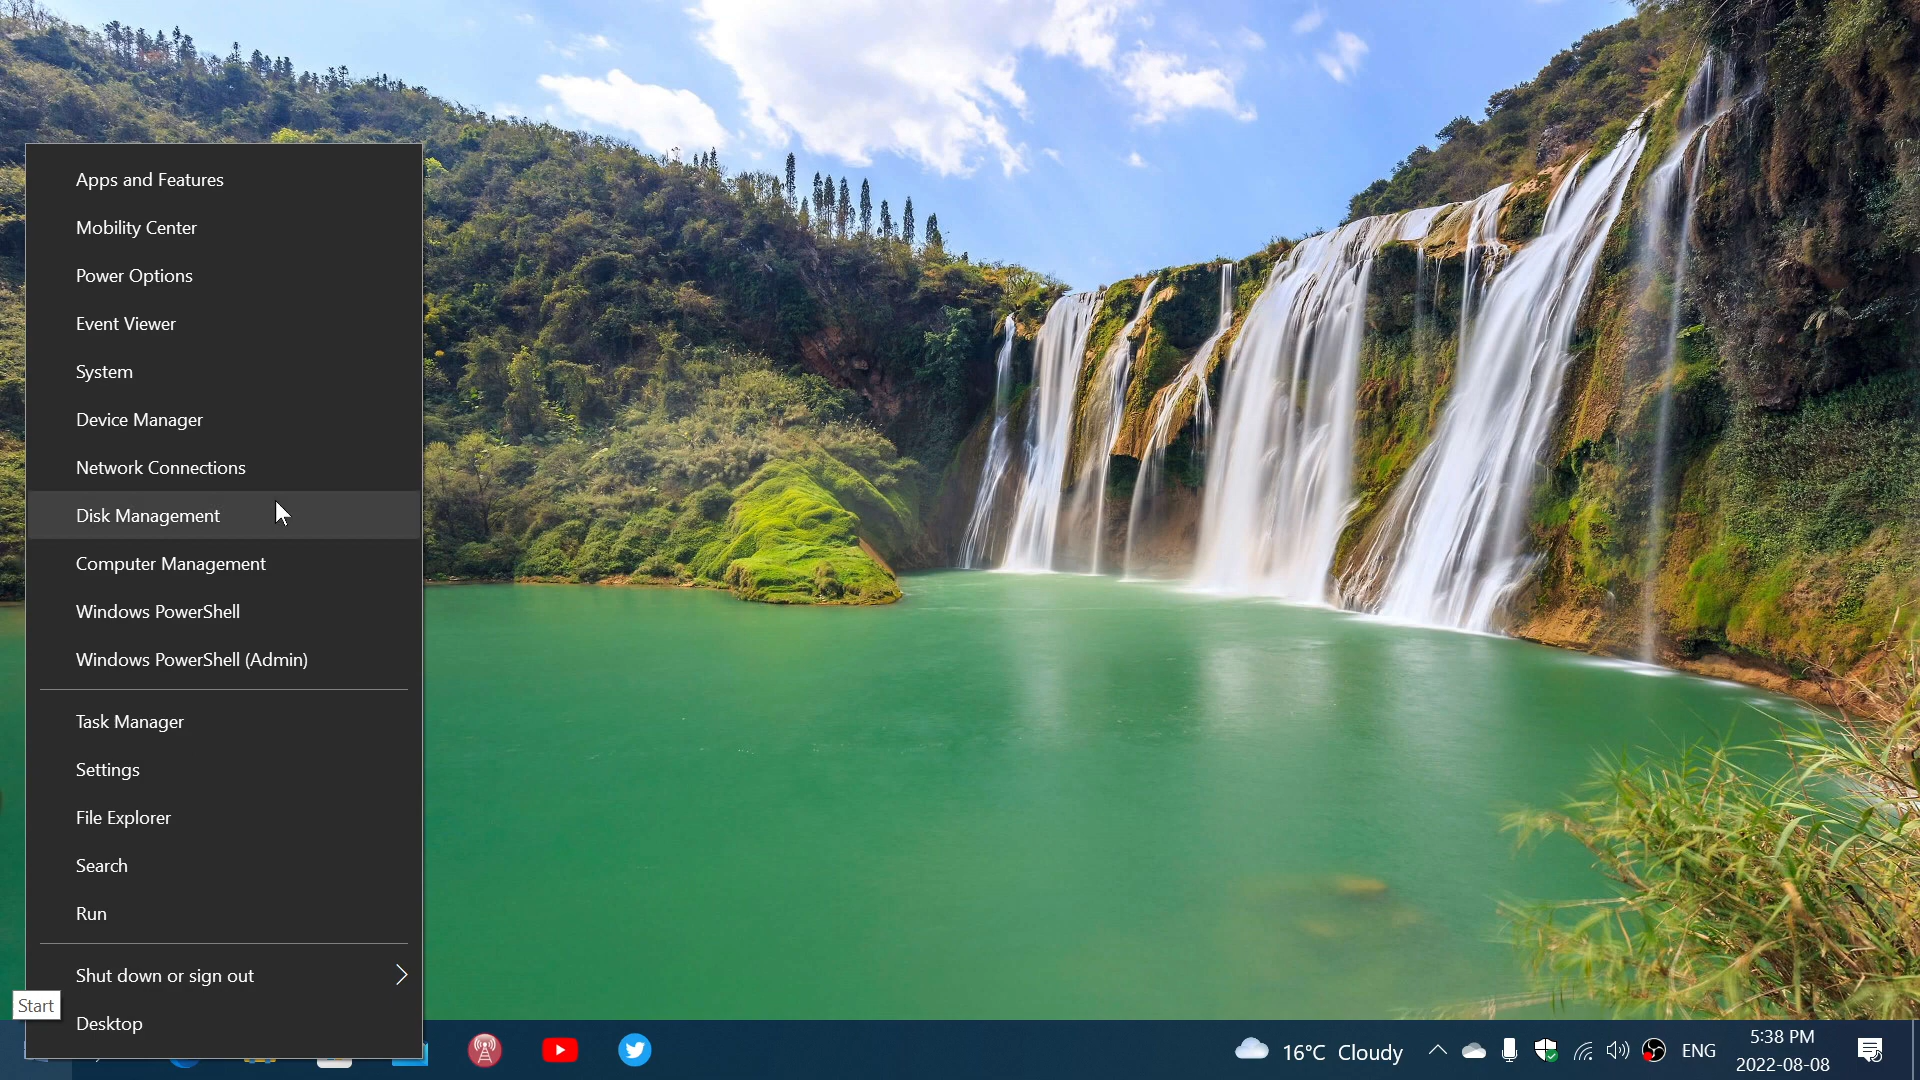 Apps and Features
Mobility Center
Power Options
Event Viewer
System
Device Manager
Network Connections
Disk Management
Computer Management
Windows PowerShell
Windows PowerShell (Admin)
Task Manager
Settings
File Explorer
Search
Run
Shut down or sign out
Start
Desktop
16°C Cloudy
ENG
5:38 PM
2022-08-08